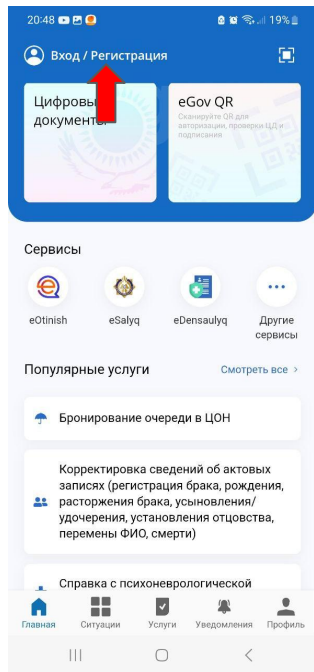 20:48
19%
Вход / Регистрация
Цифровые
документы
eGov QR
Сканируйте QR для
авторизации, проверки ЦД и
подписания
Сервисы
eOtinish
eSalyq
eDensaulyq
Другие
сервисы
Популярные услуги
Смотреть все >
Бронирование очереди в ЦОН
Корректировка сведений об актовых
записях (регистрация брака, рождения,
расторжения брака, усыновления/
удочерения, установления отцовства,
перемены ФИО, смерти)
Справка с психоневрологической
Главная
Ситуации
Услуги
Уведомления
Профиль